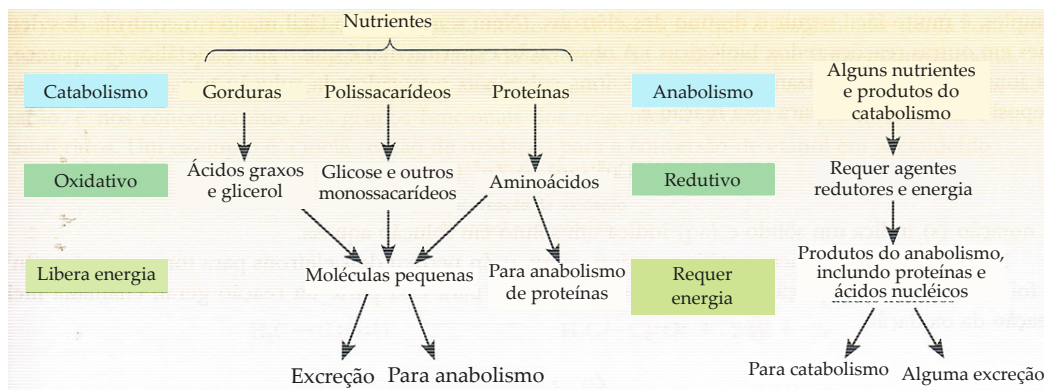 Nutrientes
Catabolismo
Gorduras
Polissacarídeos
Proteínas
Oxidativo
Ácidos graxos
e glicerol
Glicose e outros
monossacarídeos
Aminoácidos
Libera energia
Moléculas pequenas
Para anabolismo
de proteínas
Excreção
Para anabolismo
Anabolismo
Alguns nutrientes
e produtos do
catabolismo
Redutivo
Requer agentes
redutores e energia
Requer
energia
Produtos do anabolismo,
inclundo proteínas e
ácidos nucléicos
Para catabolismo
Alguma excreção